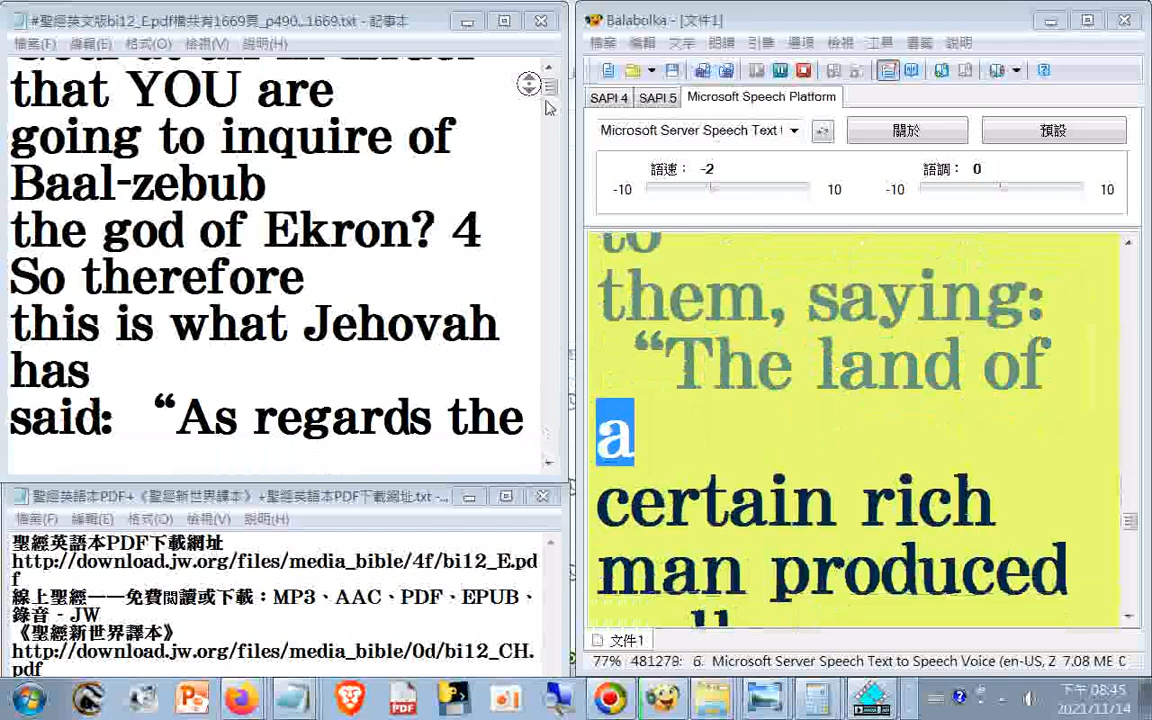 #聖經英文版bi12_E.pdf檔共有1669頁_p490...1669.txt - 記事本
檔案(F) 編輯(E) 格式(O) 檢視(V) 說明(H)
that YOU are
going to inquire of
Baal-zebub
the god of Ekron? 4
So therefore
this is what Jehovah
has
said: “As regards the
聖經英語本PDF+《聖經新世界譯本》+聖經英語本PDF下載網址.txt - ...
檔案(F) 編輯(E) 格式(O) 檢視(V) 說明(H)
聖經英語本PDF下載網址
http://download.jw.org/files/media_bible/4f/bi12_E.pd
f
線上聖經——免費閱讀或下載：MP3、AAC、PDF、EPUB、
錄音 - JW
《聖經新世界譯本》
http://download.jw.org/files/media_bible/0d/bi12_CH.
pdf
Balabolka - [文件1]
檔案 編輯 文字 朗讀 引擎 選項 檢視 工具 書籤 說明
SAPI 4 SAPI 5 Microsoft Speech Platform
Microsoft Server Speech Text 關於 預設
語速： -2 語調： 0
-10 10 -10 10
to
them, saying:
“The land of
a
certain rich
man produced
文件1
77% 481279: 6. Microsoft Server Speech Text to Speech Voice (en-US, Z 7.08 ME
下午 08:45
2021/11/14